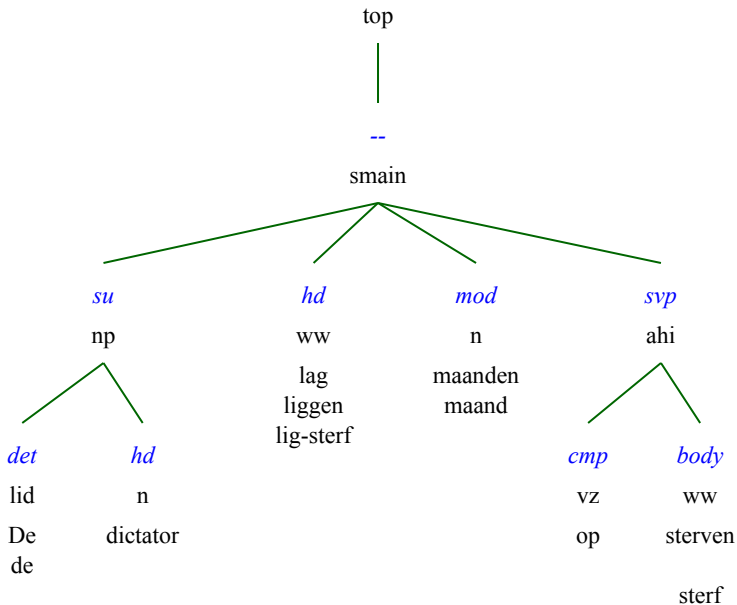 top
--
smain
su hd mod svp
np ww n ahi
lag maanden
liggen maand
lig-sterf
det hd cmp body
lid n vz ww
De dictator op sterven
de
sterf